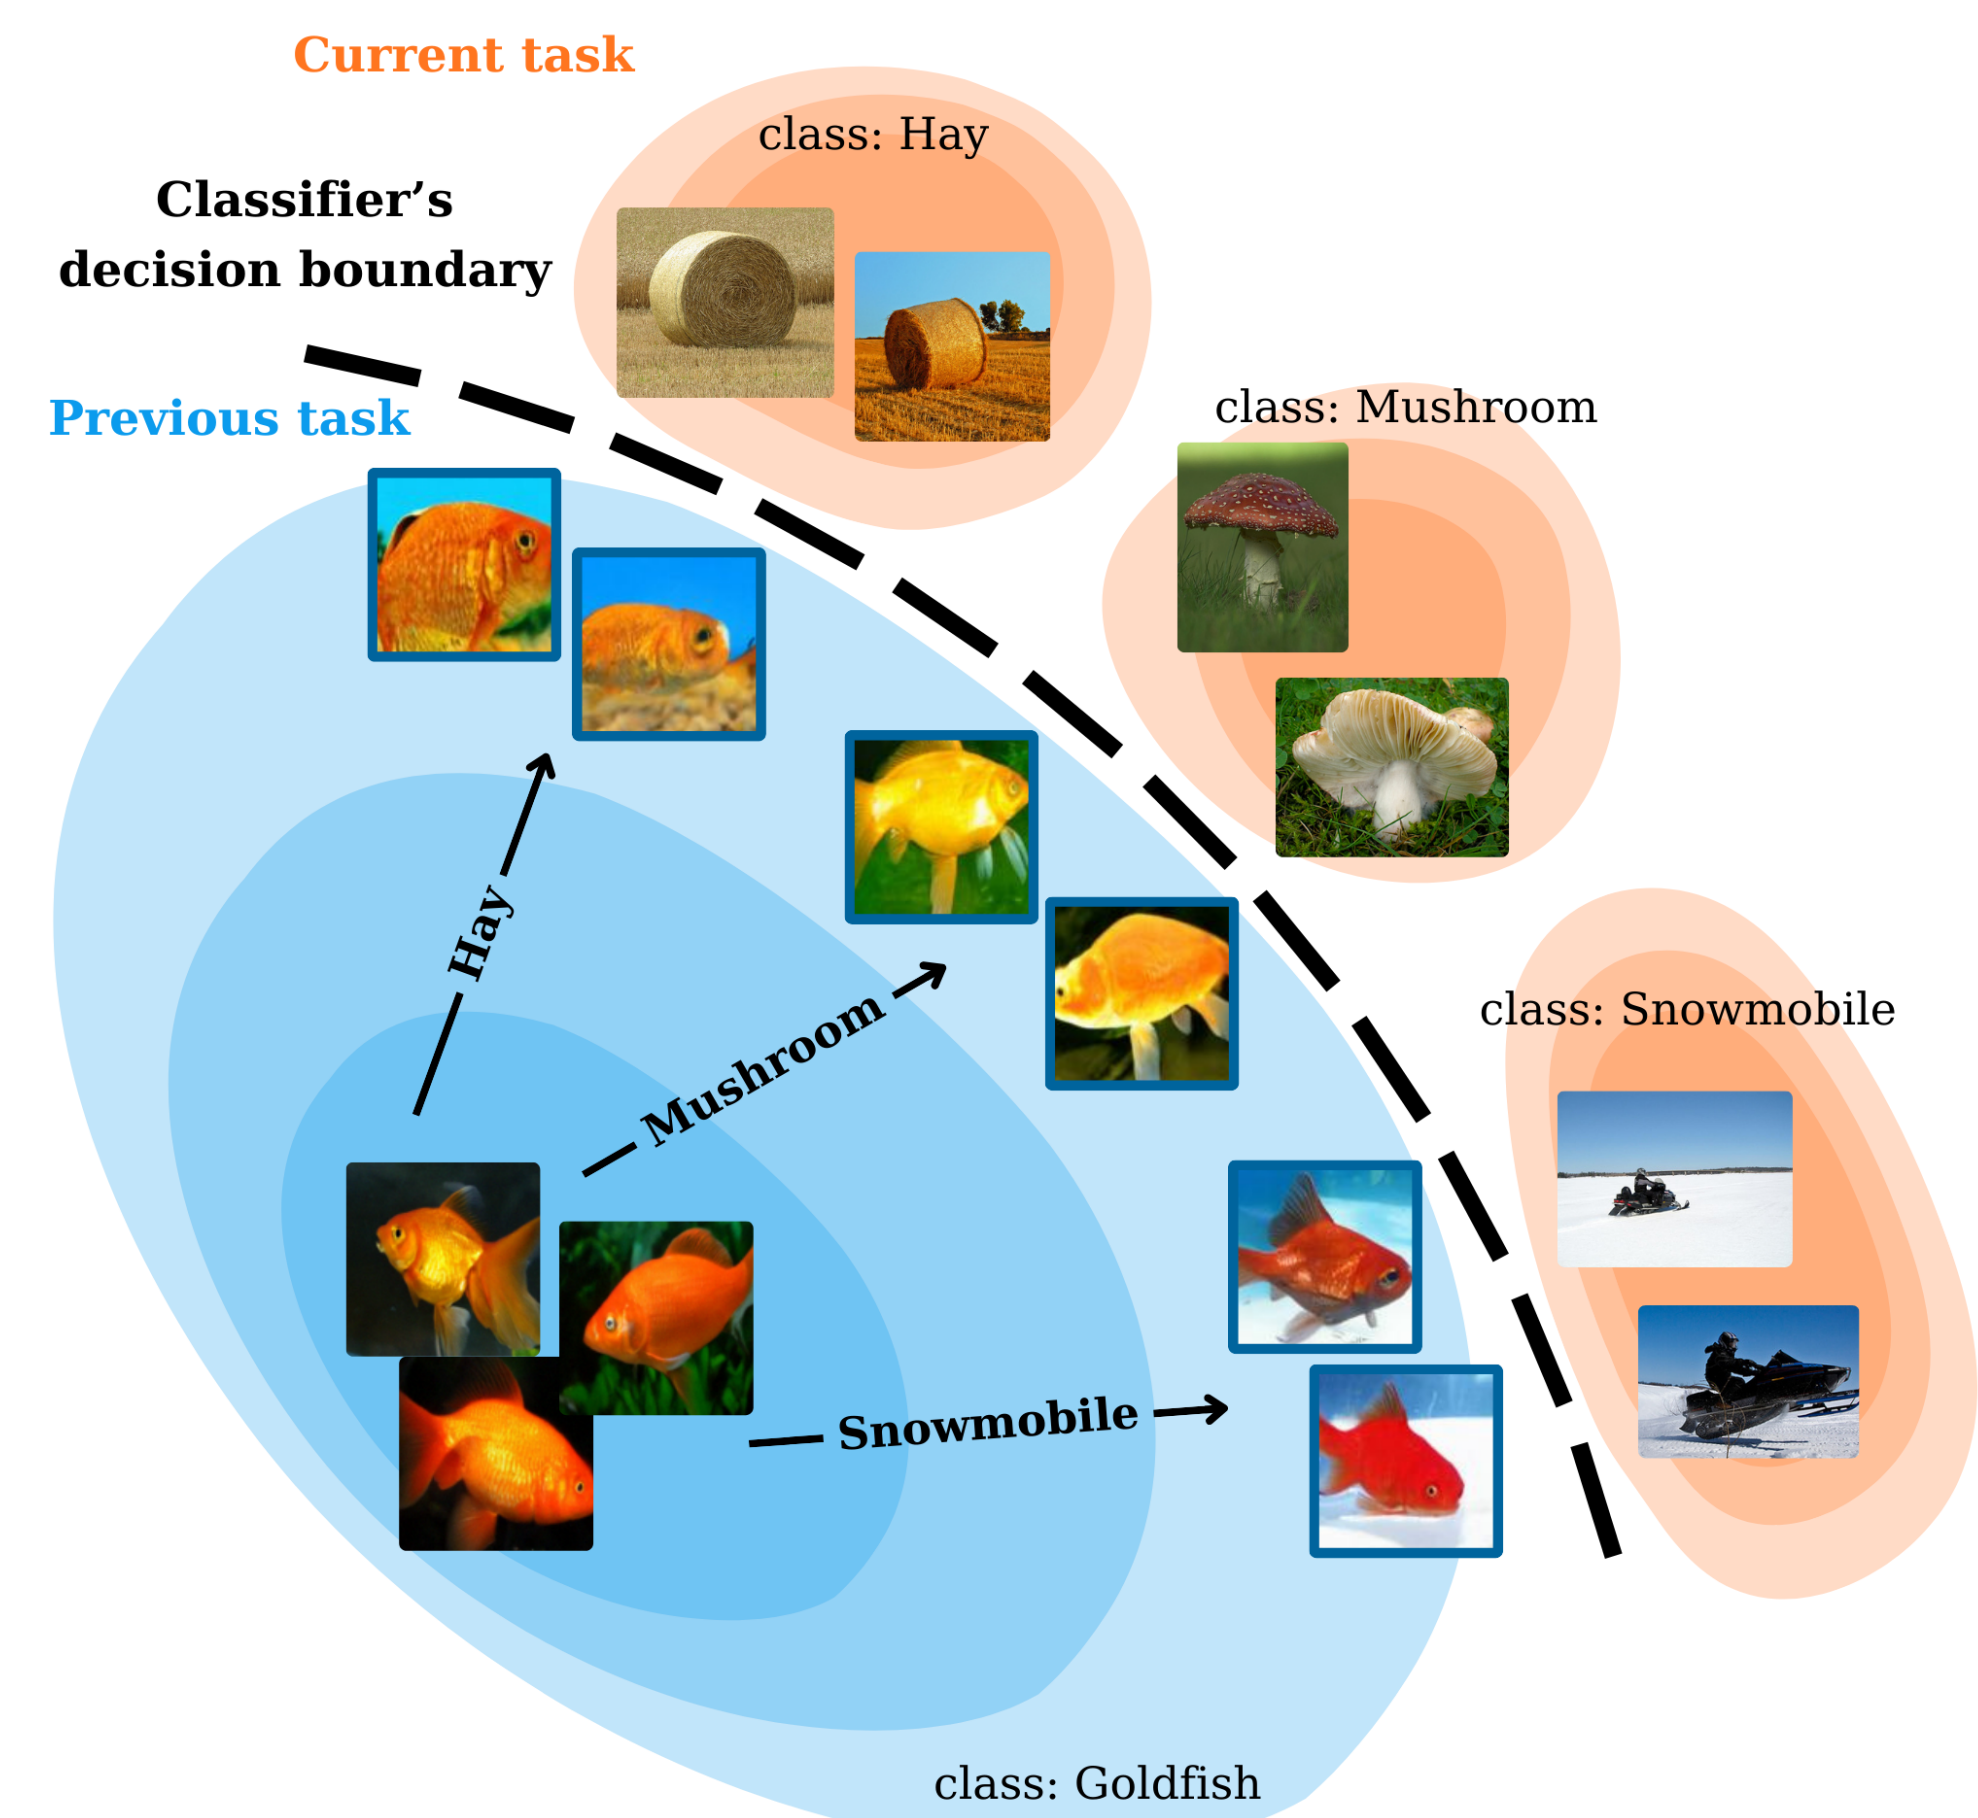 Current task
class: Hay
Classifier’s
decision boundary
Previous task
class: Mushroom
Hay
Mushroom
class: Snowmobile
Snowmobile
class: Goldfish